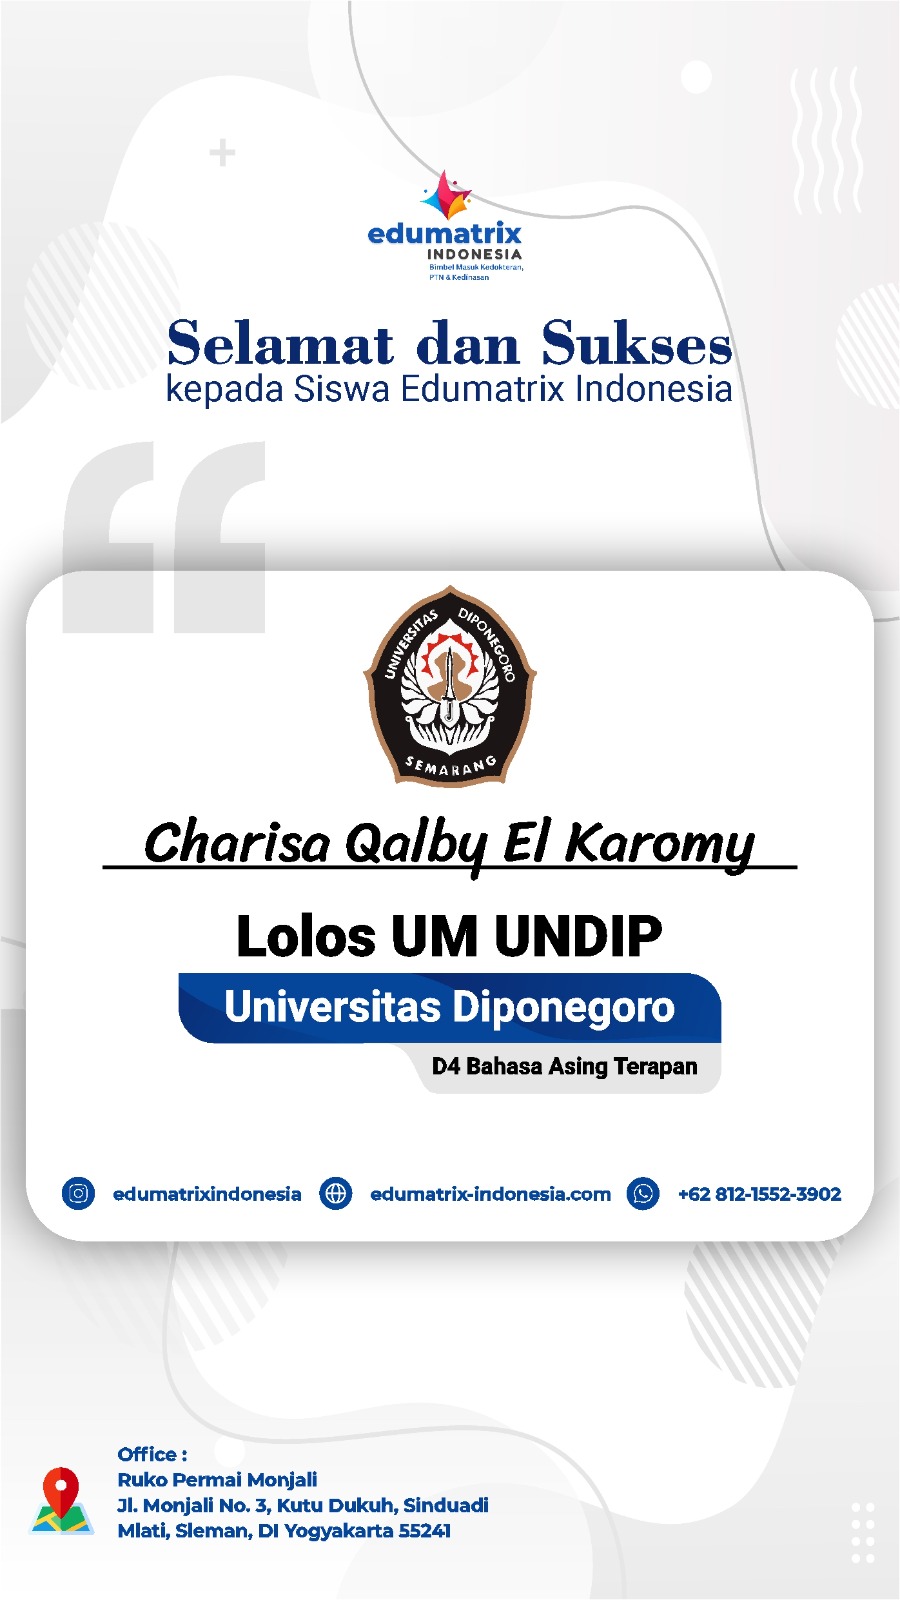 edumatrix
INDONESIA
Bimbel Masuk Kedokteran,
PTN & Kedinasan
Selamat dan Sukses
kepada Siswa Edumatrix Indonesia
UNIVERSITAS DIPONEGORO
SEMARANG
Charisa Qalby El Karomy
Lolos UM UNDIP
Universitas Diponegoro
D4 Bahasa Asing Terapan
edumatrixindonesia edumatrix-indonesia.com +62 812-1552-3902
Office :
Ruko Permai Monjali
Jl. Monjali No. 3, Kutu Dukuh, Sinduadi
Mlati, Sleman, DI Yogyakarta 55241